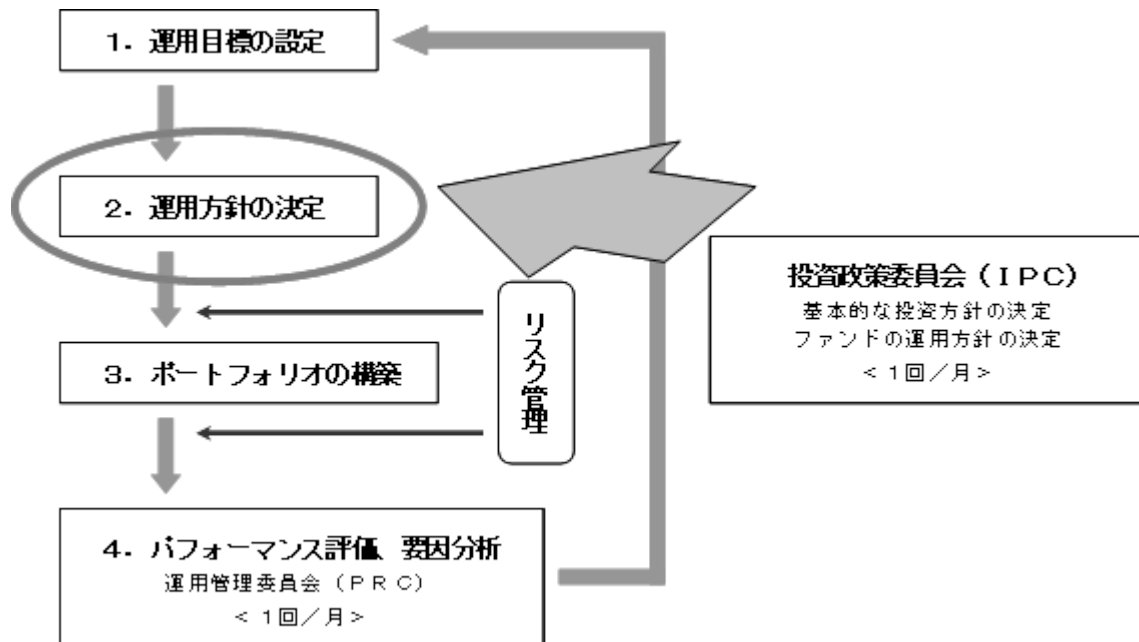 1．運用目標の設定
2．運用方針の決定
投資政策委員会（ＩＰＣ）
基本的な投資方針の決定
ファンドの運用方針の決定
＜１回／月＞
リスク管理
3．ポートフォリオの構築
4．パフォーマンス評価、要因分析
運用管理委員会（ＰＲＣ）
＜１回／月＞